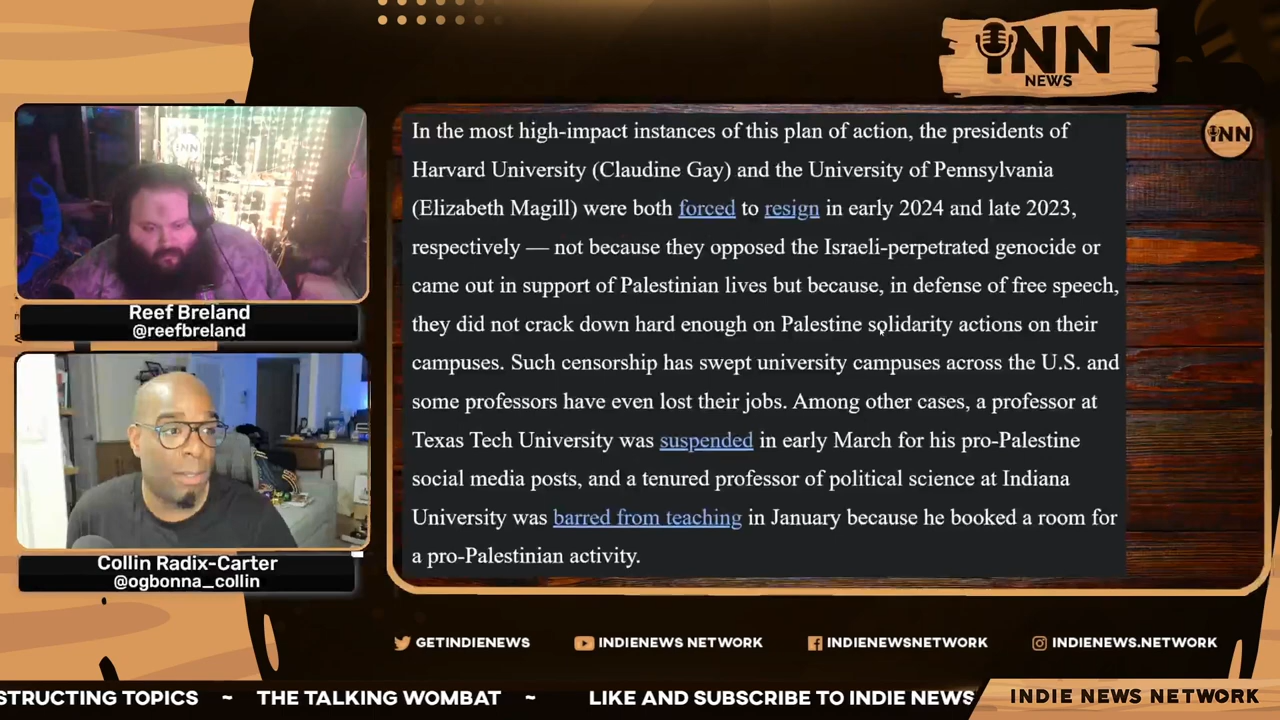 iNN
NEWS
iNN
In the most high-impact instances of this plan of action, the presidents of
Harvard University (Claudine Gay) and the University of Pennsylvania
(Elizabeth Magill) were both forced to resign in early 2024 and late 2023,
respectively — not because they opposed the Israeli-perpetrated genocide or
came out in support of Palestinian lives but because, in defense of free speech,
they did not crack down hard enough on Palestine solidarity actions on their
campuses. Such censorship has swept university campuses across the U.S. and
some professors have even lost their jobs. Among other cases, a professor at
Texas Tech University was suspended in early March for his pro-Palestine
social media posts, and a tenured professor of political science at Indiana
University was barred from teaching in January because he booked a room for
a pro-Palestinian activity.
Reef Breland
@reefbreland
Collin Radix-Carter
@ogbonna_collin
GETINDIENEWS
INDIENEWS NETWORK
INDIENEWSNETWORK
INDIENEWS.NETWORK
STRUCTING TOPICS ~ THE TALKING WOMBAT ~ LIKE AND SUBSCRIBE TO INDIE NEWS
INDIE NEWS NETWORK